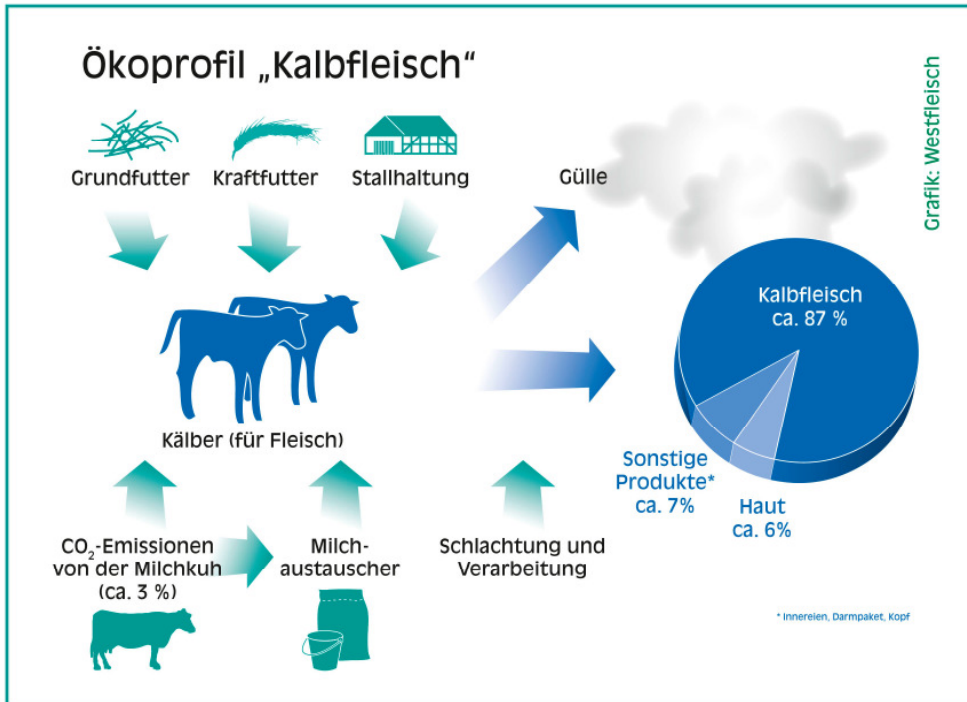 Ökoprofil „Kalbfleisch“
Grundfutter
Kraftfutter
Stallhaltung
Gülle
Grafik: Westfleisch
Kalbfleisch
ca. 87 %
Kälber (für Fleisch)
Sonstige
Produkte*
ca. 7%
Haut
ca. 6%
CO₂-Emissionen
von der Milchkuh
(ca. 3 %)
Milch-
austauscher
Schlachtung und
Verarbeitung
* Innereien, Darmpaket, Kopf